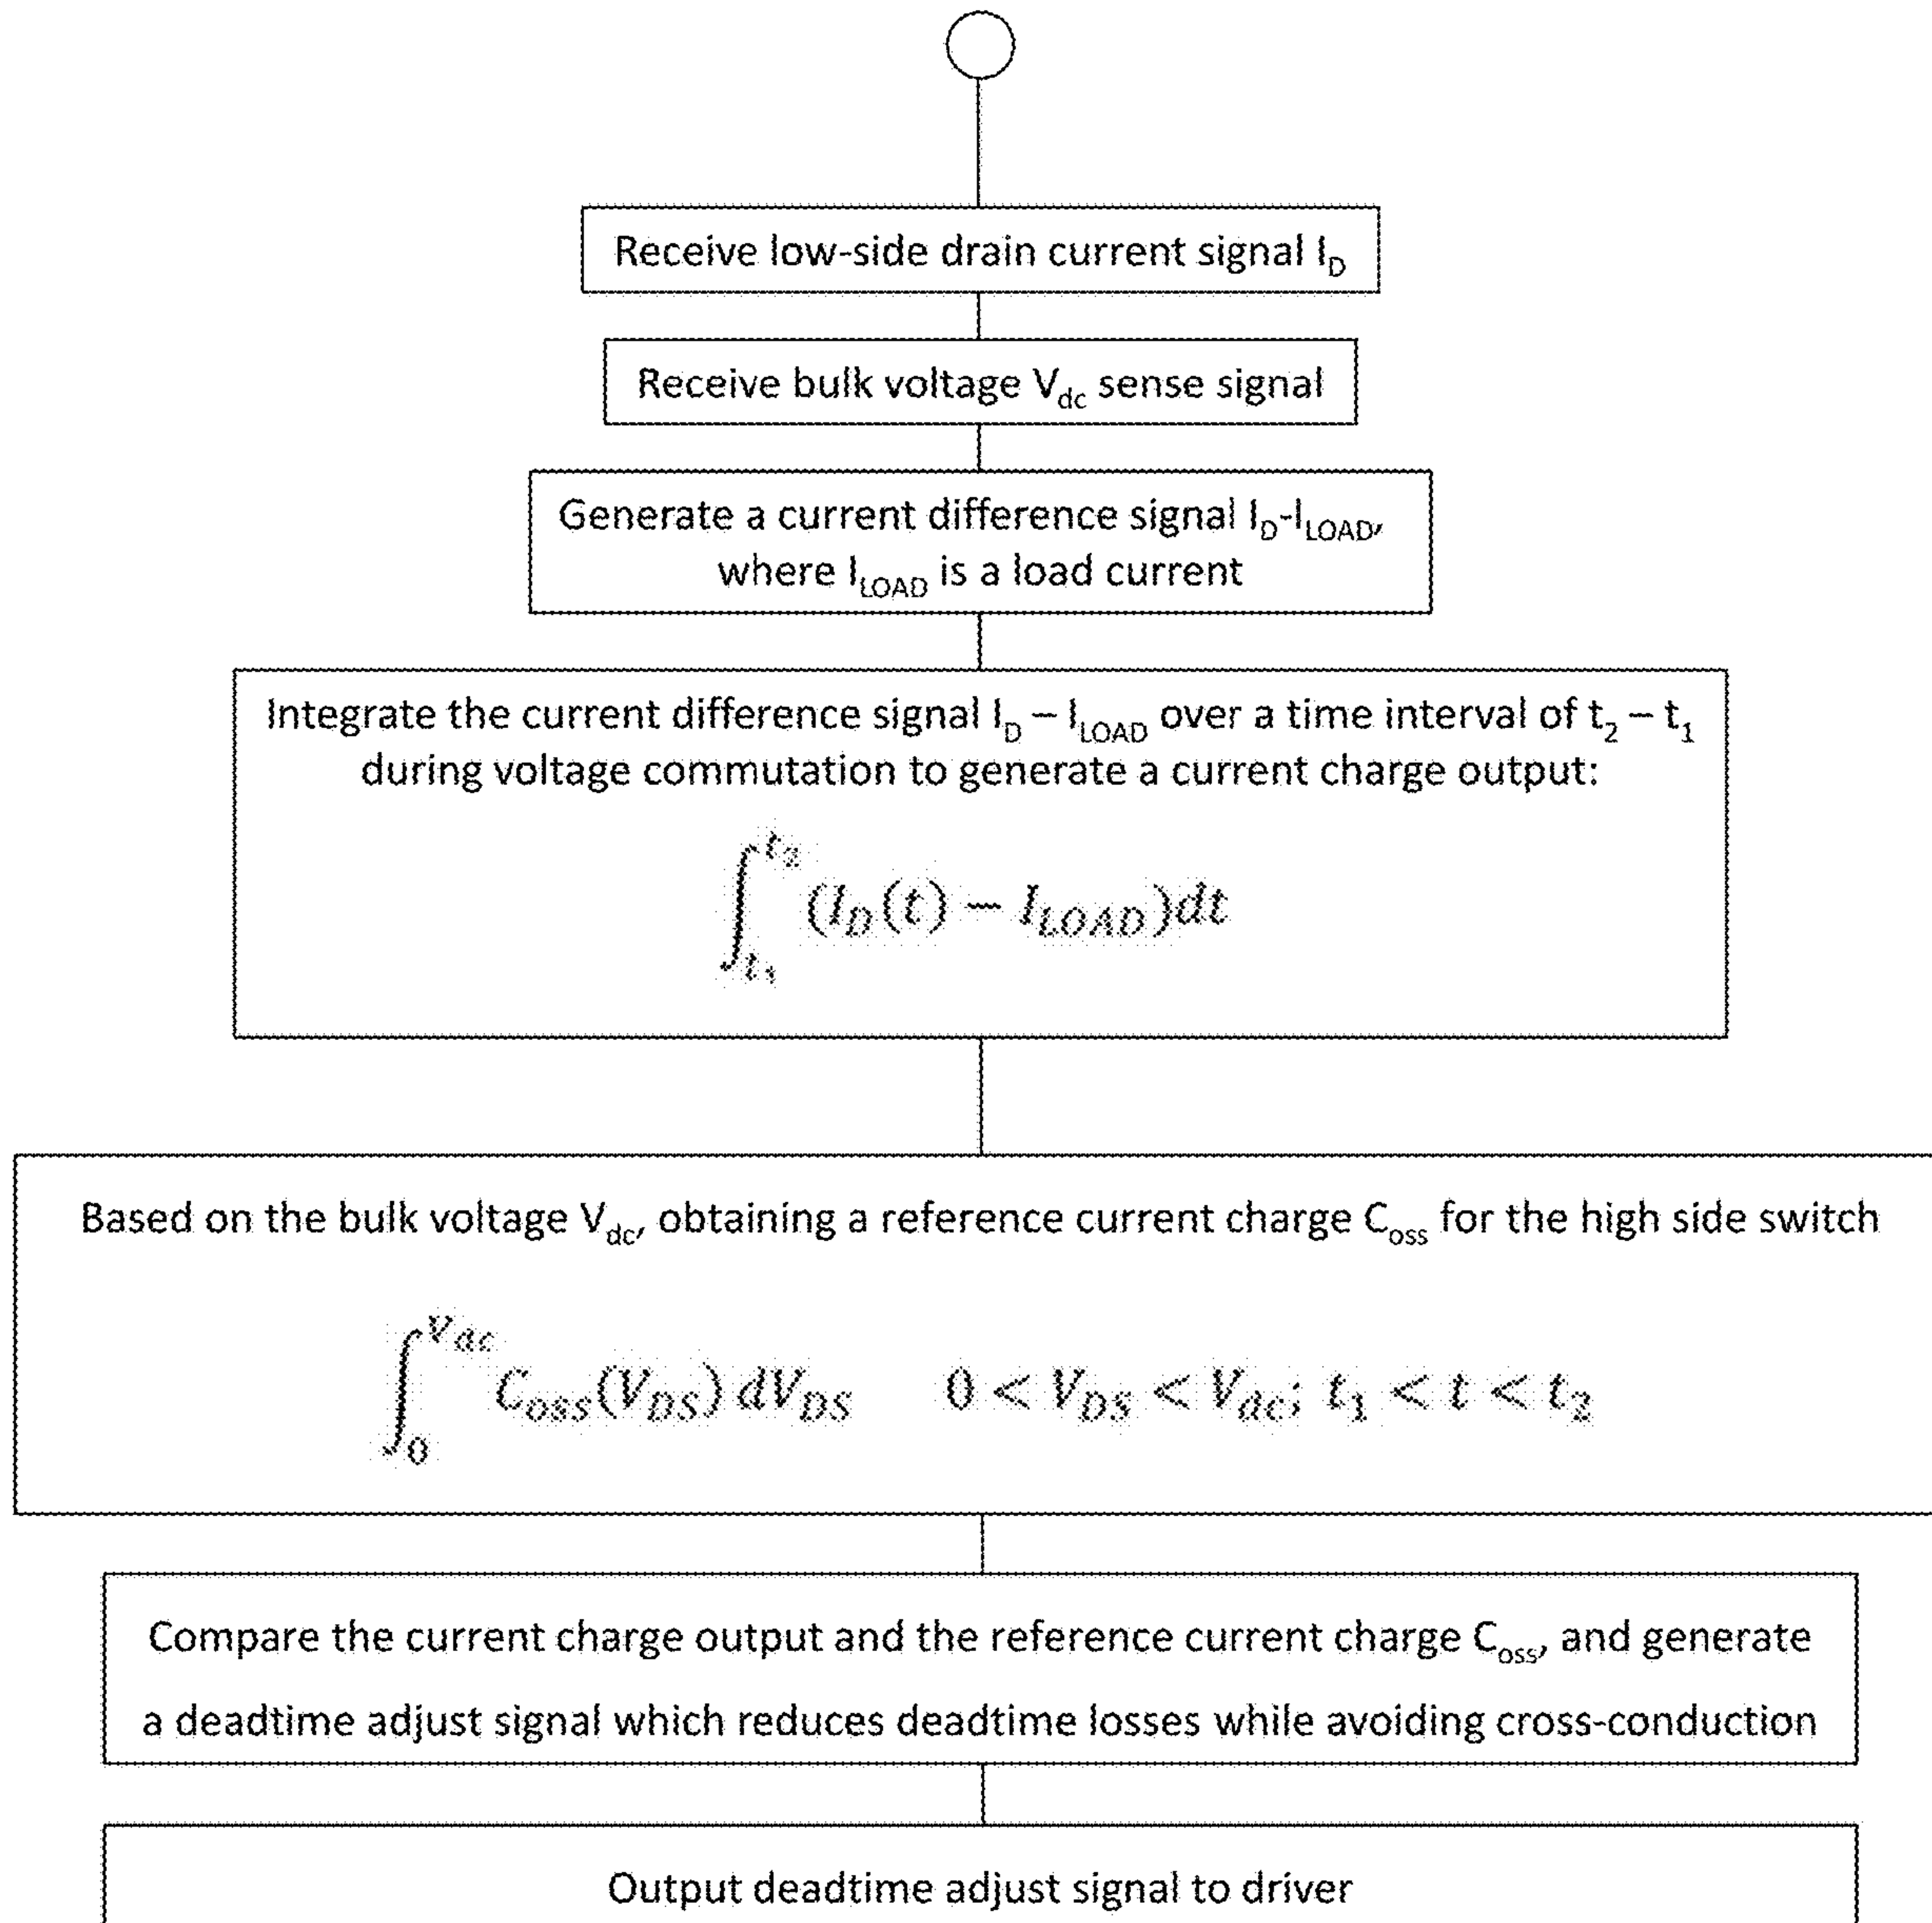 Receive low-side drain current signal I_D
Receive bulk voltage V_dc sense signal
Generate a current difference signal I_D-I_LOAD,
where I_LOAD is a load current
Integrate the current difference signal I_D – I_LOAD over a time interval of t_2 – t_1
during voltage commutation to generate a current charge output:
∫_{t_1}^{t_2} (I_D(t) − I_LOAD)dt
Based on the bulk voltage V_dc, obtaining a reference current charge C_oss for the high side switch
∫_0^{V_dc} C_oss(V_DS) dV_DS 0 < V_DS < V_dc; t_1 < t < t_2
Compare the current charge output and the reference current charge C_oss, and generate
a deadtime adjust signal which reduces deadtime losses while avoiding cross-conduction
Output deadtime adjust signal to driver